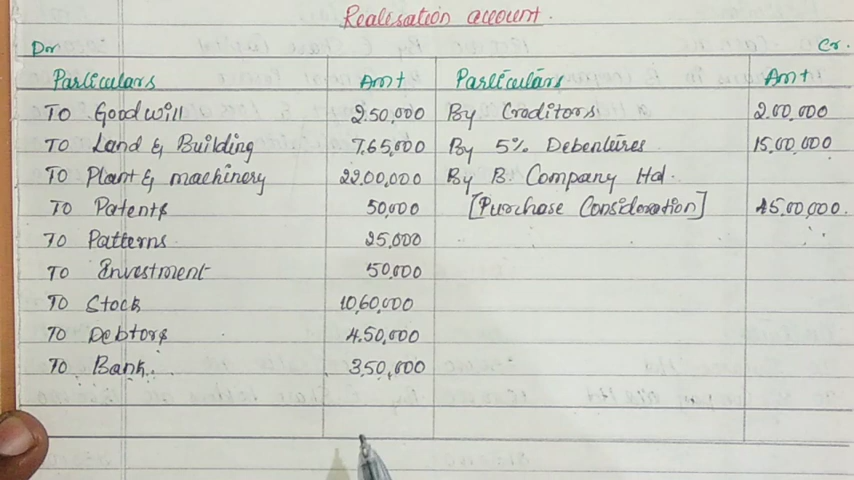 Realisation account.
Dr Cr.
Particulars Amt Particulars Amt
TO Goodwill 2,50,000 By Creditors 2,00,000
TO Land & Building 7,65,000 By 5% Debentures 15,00,000
TO Plant & machinery 22,00,000 By B. Company Ltd.
TO Patents 50,000 [Purchase Consideration] 45,00,000.
TO Patterns 25,000
TO Investment 50,000
TO Stock 10,60,000
TO Debtors 4,50,000
TO Bank. 3,50,000